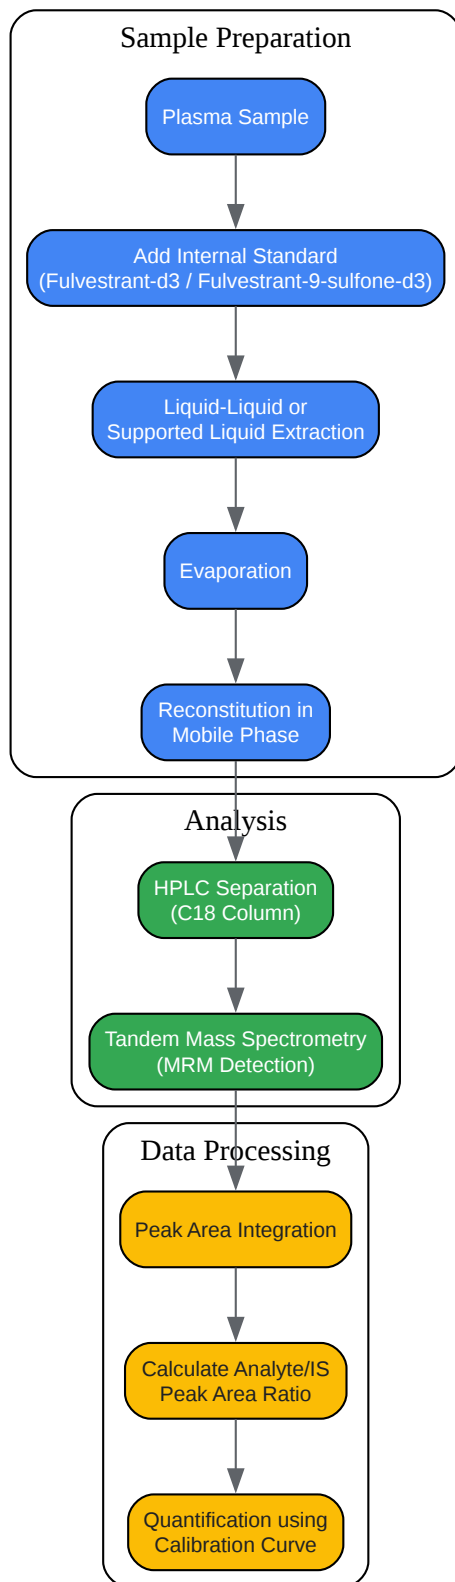 Sample Preparation
Plasma Sample
Add Internal Standard
(Fulvestrant-d3 / Fulvestrant-9-sulfone-d3)
Liquid-Liquid or
Supported Liquid Extraction
Evaporation
Reconstitution in
Mobile Phase
Analysis
HPLC Separation
(C18 Column)
Tandem Mass Spectrometry
(MRM Detection)
Data Processing
Peak Area Integration
Calculate Analyte/IS
Peak Area Ratio
Quantification using
Calibration Curve